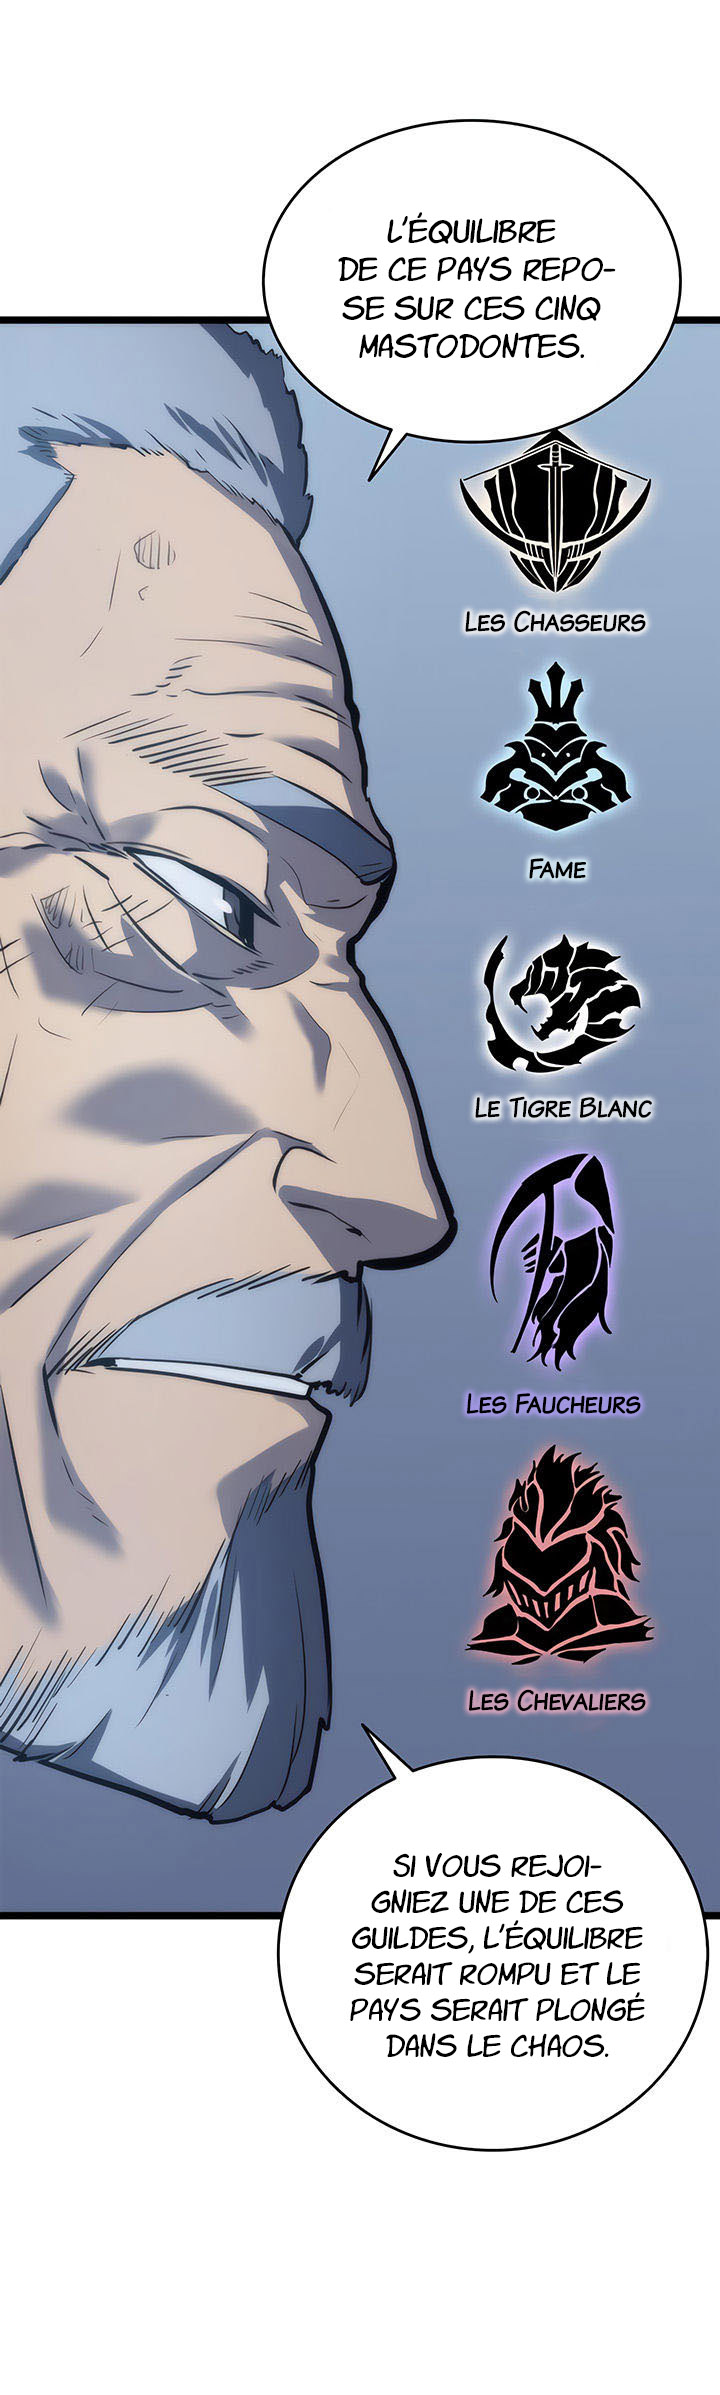 L'ÉQUILIBRE
DE CE PAYS REPO-
SE SUR CES CINQ
MASTODONTES.
LES CHASSEURS
FAME
LE TIGRE BLANC
LES FAUCHEURS
LES CHEVALIERS
SI VOUS REJOI-
GNIEZ UNE DE CES
GUILDES, L'ÉQUILIBRE
SERAIT ROMPU ET LE
PAYS SERAIT PLONGÉ
DANS LE CHAOS.